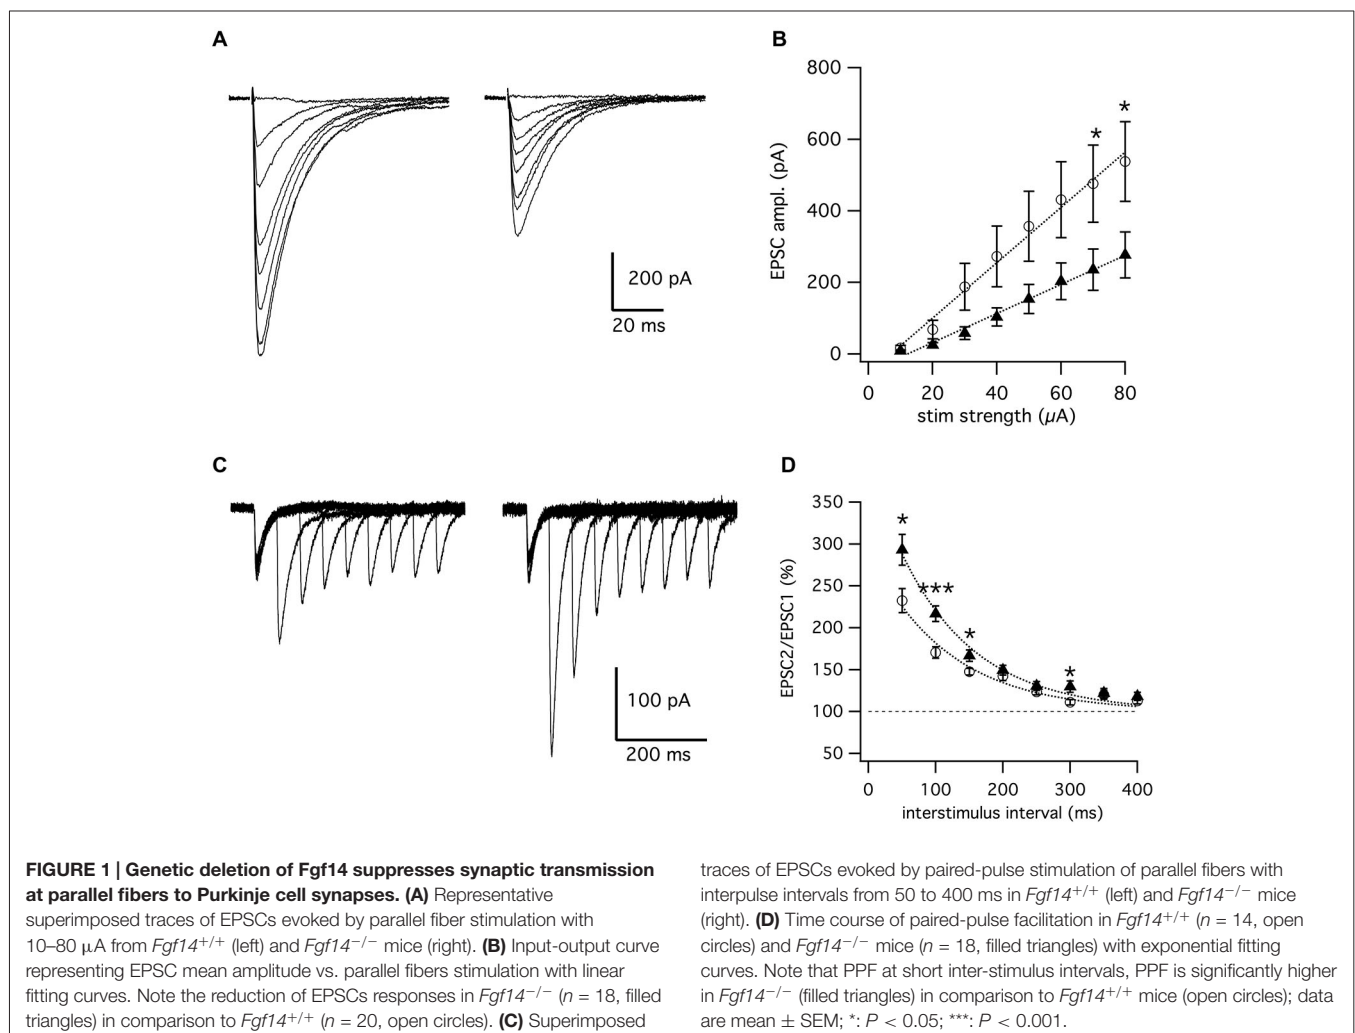 A
200 pA
20 ms
B
800
600
400
200
0
EPSC ampl. (pA)
* *
0 20 40 60 80
stim strength (µA)
C
100 pA
200 ms
D
350
300
250
200
150
100
50
EPSC2/EPSC1 (%)
*
***
*
*
0 100 200 300 400
interstimulus interval (ms)
FIGURE 1 | Genetic deletion of Fgf14 suppresses synaptic transmission
at parallel fibers to Purkinje cell synapses. (A) Representative
superimposed traces of EPSCs evoked by parallel fiber stimulation with
10–80 µA from Fgf14+/+ (left) and Fgf14−/− mice (right). (B) Input-output curve
representing EPSC mean amplitude vs. parallel fibers stimulation with linear
fitting curves. Note the reduction of EPSCs responses in Fgf14−/− (n = 18, filled
triangles) in comparison to Fgf14+/+ (n = 20, open circles). (C) Superimposed
traces of EPSCs evoked by paired-pulse stimulation of parallel fibers with
interpulse intervals from 50 to 400 ms in Fgf14+/+ (left) and Fgf14−/− mice
(right). (D) Time course of paired-pulse facilitation in Fgf14+/+ (n = 14, open
circles) and Fgf14−/− mice (n = 18, filled triangles) with exponential fitting
curves. Note that PPF at short inter-stimulus intervals, PPF is significantly higher
in Fgf14−/− (filled triangles) in comparison to Fgf14+/+ mice (open circles); data
are mean ± SEM; *: P < 0.05; ***: P < 0.001.